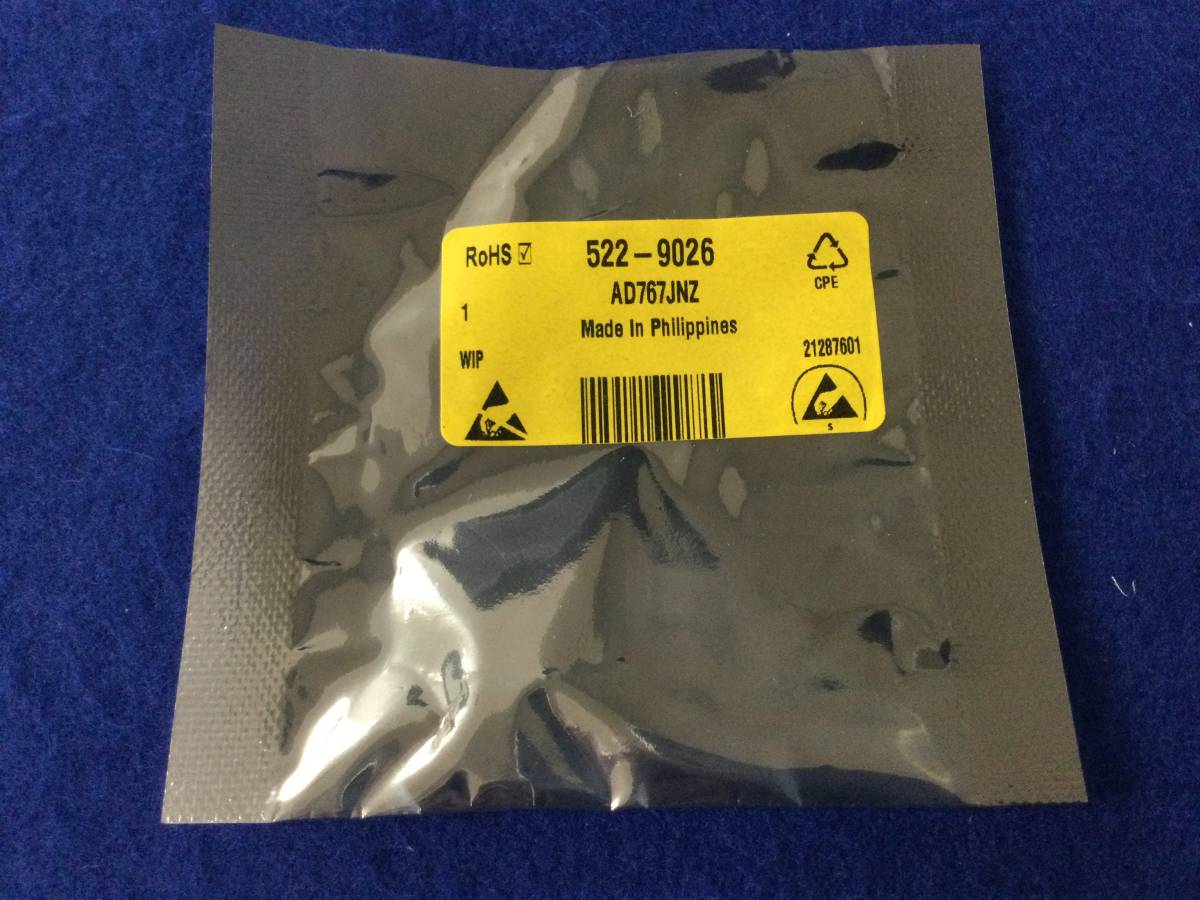 RoHS ☑ 522-9026
CPE
AD767JNZ
1
Made In Philippines
WIP
21287601
S